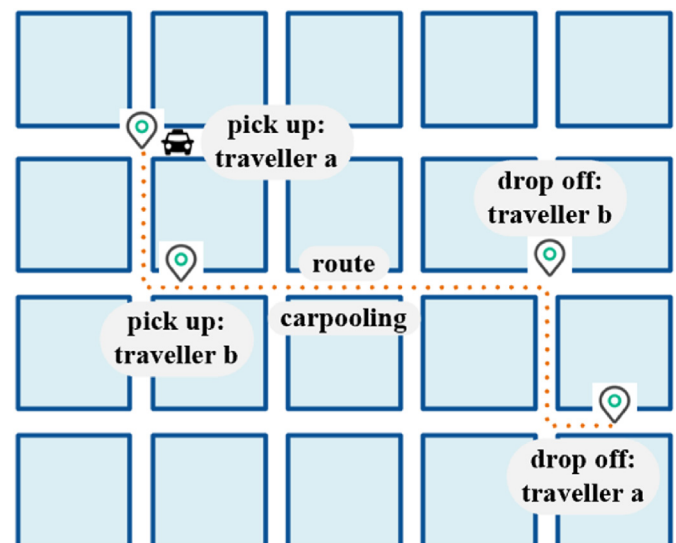 pick up:
traveller a
drop off:
traveller b
route
carpooling
pick up:
traveller b
drop off:
traveller a